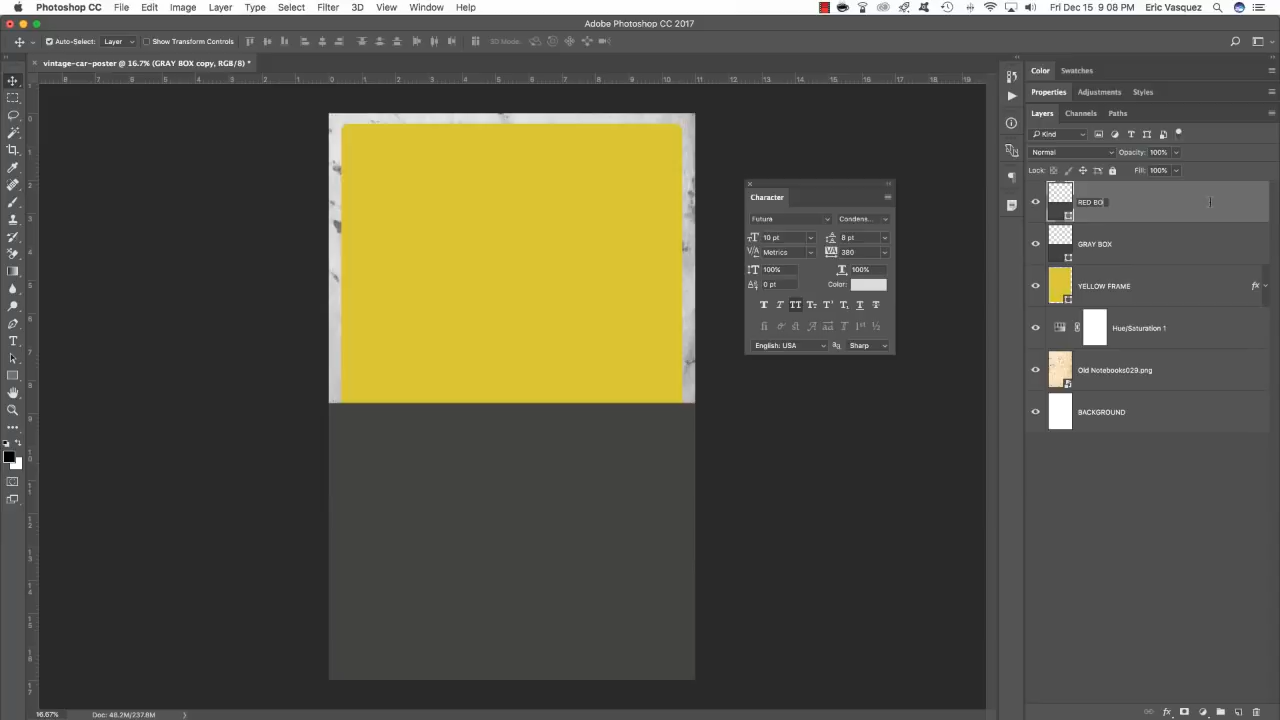 Photoshop CC File Edit Image Layer Type Select Filter 3D View Window Help Fri Dec 15 9:08 PM Eric Vasquez
Adobe Photoshop CC 2017
Auto-Select: Layer Show Transform Controls 3D Mode:
vintage-car-poster @ 16.7% (GRAY BOX copy, RGB/8) *
Color Swatches
Properties Adjustments Styles
Layers Channels Paths
Kind
Normal Opacity: 100%
Lock: Fill: 100%
RED BO
GRAY BOX
YELLOW FRAME fx
Hue/Saturation 1
Old Notebooks029.png
BACKGROUND
Character
Futura Condens...
10 pt 8 pt
Metrics 380
100% 100%
0 pt Color:
English: USA Sharp
16.67% Doc: 48.2M/237.8M